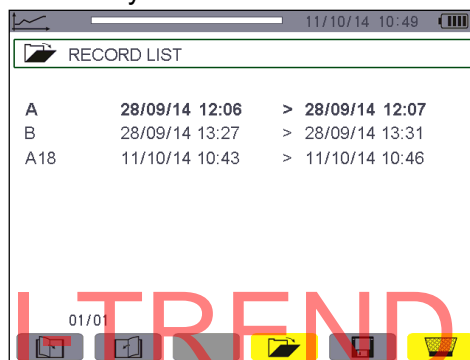 11/10/14 10:49
RECORD LIST
A 28/09/14 12:06 > 28/09/14 12:07
B 28/09/14 13:27 > 28/09/14 13:31
A18 11/10/14 10:43 > 11/10/14 10:46
01/01